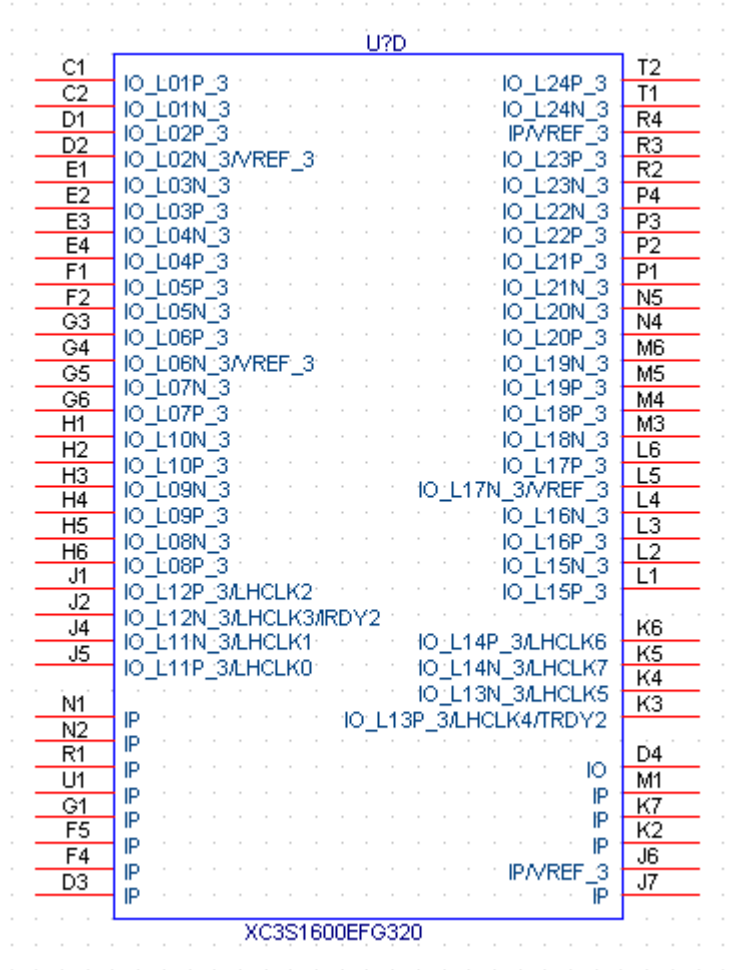 U?D
C1 IO_L01P_3 IO_L24P_3 T2
C2 IO_L01N_3 IO_L24N_3 T1
D1 IO_L02P_3 IP/VREF_3 R4
D2 IO_L02N_3/VREF_3 IO_L23P_3 R3
E1 IO_L03N_3 IO_L23N_3 R2
E2 IO_L03P_3 IO_L22N_3 P4
E3 IO_L04N_3 IO_L22P_3 P3
E4 IO_L04P_3 IO_L21P_3 P2
F1 IO_L05P_3 IO_L21N_3 P1
F2 IO_L05N_3 IO_L20N_3 N5
G3 IO_L06P_3 IO_L20P_3 N4
G4 IO_L06N_3/VREF_3 IO_L19N_3 M6
G5 IO_L07N_3 IO_L19P_3 M5
G6 IO_L07P_3 IO_L18P_3 M4
H1 IO_L10N_3 IO_L18N_3 M3
H2 IO_L10P_3 IO_L17P_3 L6
H3 IO_L09N_3 IO_L17N_3/VREF_3 L5
H4 IO_L09P_3 IO_L16N_3 L4
H5 IO_L08N_3 IO_L16P_3 L3
H6 IO_L08P_3 IO_L15N_3 L2
J1 IO_L12P_3/LHCLK2 IO_L15P_3 L1
J2 IO_L12N_3/LHCLK3/IRDY2
J4 IO_L11N_3/LHCLK1 IO_L14P_3/LHCLK6 K6
J5 IO_L11P_3/LHCLK0 IO_L14N_3/LHCLK7 K5
IO_L13N_3/LHCLK5 K4
N1 IP IO_L13P_3/LHCLK4/TRDY2 K3
N2 IP
R1 IP IO D4
U1 IP IP M1
G1 IP IP K7
F5 IP IP K2
F4 IP IP/VREF_3 J6
D3 IP IP J7
XC3S1600EFG320